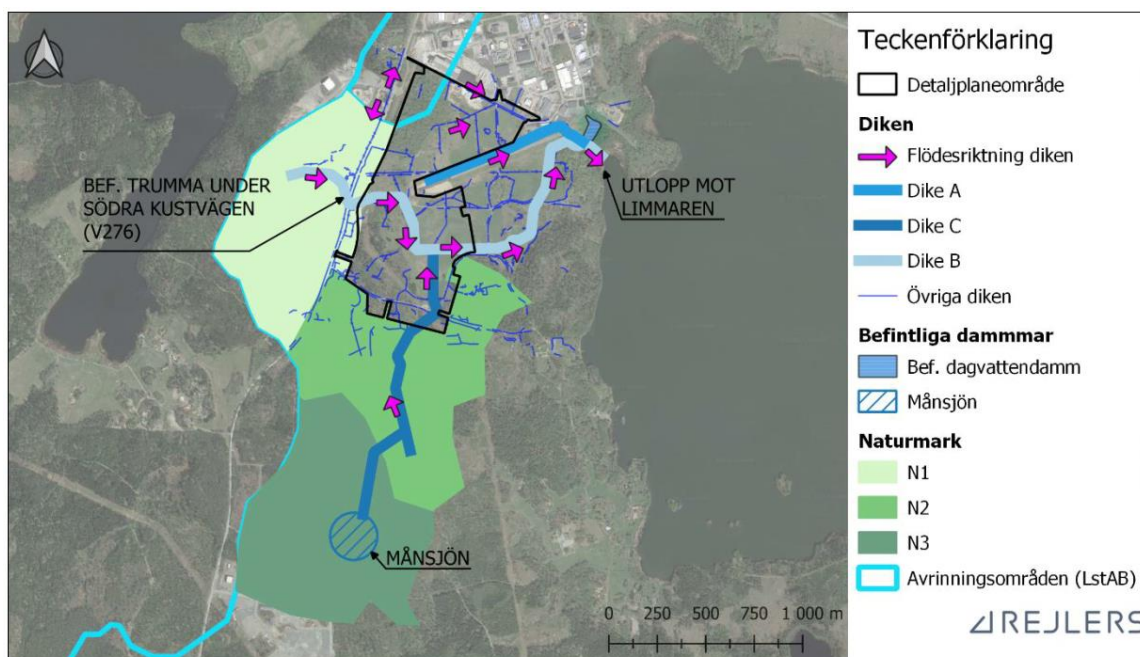 BEF. TRUMMA UNDER
SÖDRA KUSTVÄGEN
(V276)
UTLOPP MOT
LIMMAREN
MÅNSJÖN
0 250 500 750 1 000 m
Teckenförklaring
Detaljplaneområde
Diken
Flödesriktning diken
Dike A
Dike C
Dike B
Övriga diken
Befintliga dammmar
Bef. dagvattendamm
Månsjön
Naturmark
N1
N2
N3
Avrinningsområden (LstAB)
REJLERS